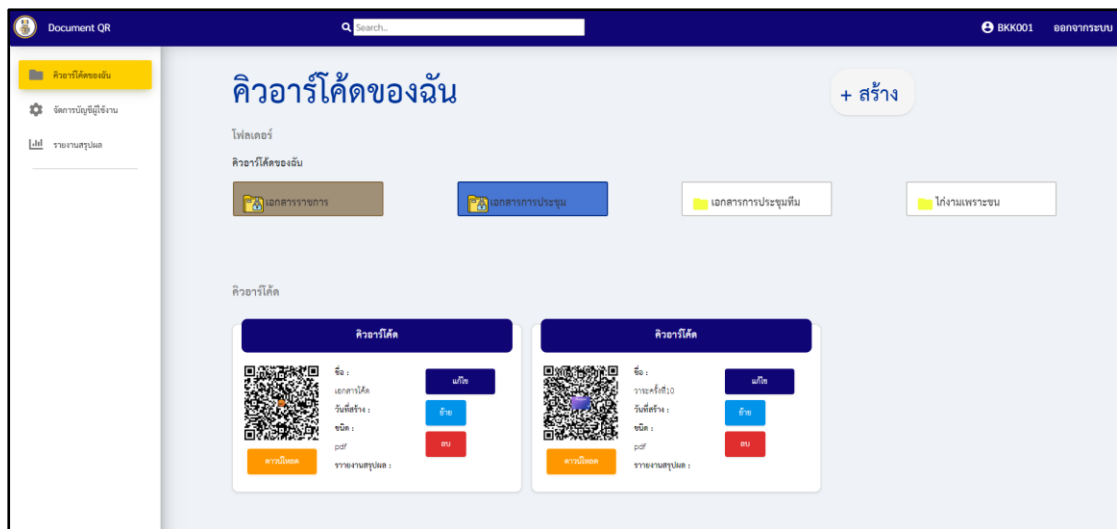 Document QR
Search..
BKK001
ออกจากระบบ
คิวอาร์โค้ดของฉัน
จัดการบัญชีผู้ใช้งาน
รายงานสรุปผล
คิวอาร์โค้ดของฉัน
+ สร้าง
โฟลเดอร์
คิวอาร์โค้ดของฉัน
เอกสารราชการ
เอกสารการประชุม
เอกสารการประชุมทีม
ไก่งามเพราะขน
คิวอาร์โค้ด
คิวอาร์โค้ด
ชื่อ :
เอกสารโค้ด
วันที่สร้าง :
ชนิด :
pdf
รายงานสรุปผล :
แก้ไข
ย้าย
ลบ
ดาวน์โหลด
คิวอาร์โค้ด
ชื่อ :
วาระครั้งที่10
วันที่สร้าง :
ชนิด :
pdf
รายงานสรุปผล :
แก้ไข
ย้าย
ลบ
ดาวน์โหลด